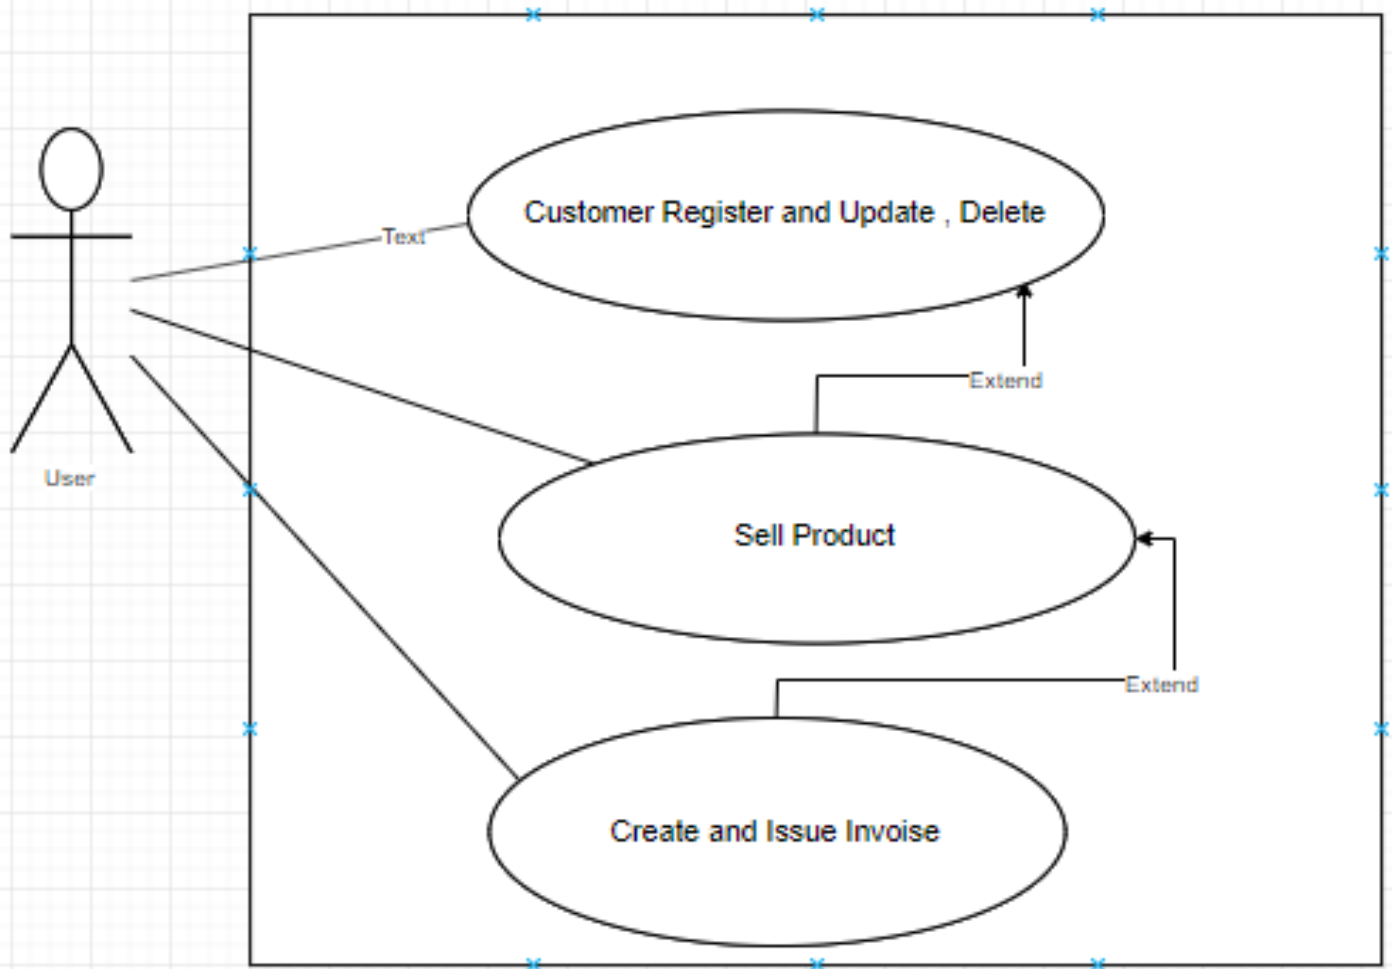 Customer Register and Update , Delete
Text
Extend
User
Sell Product
Extend
Create and Issue Invoise